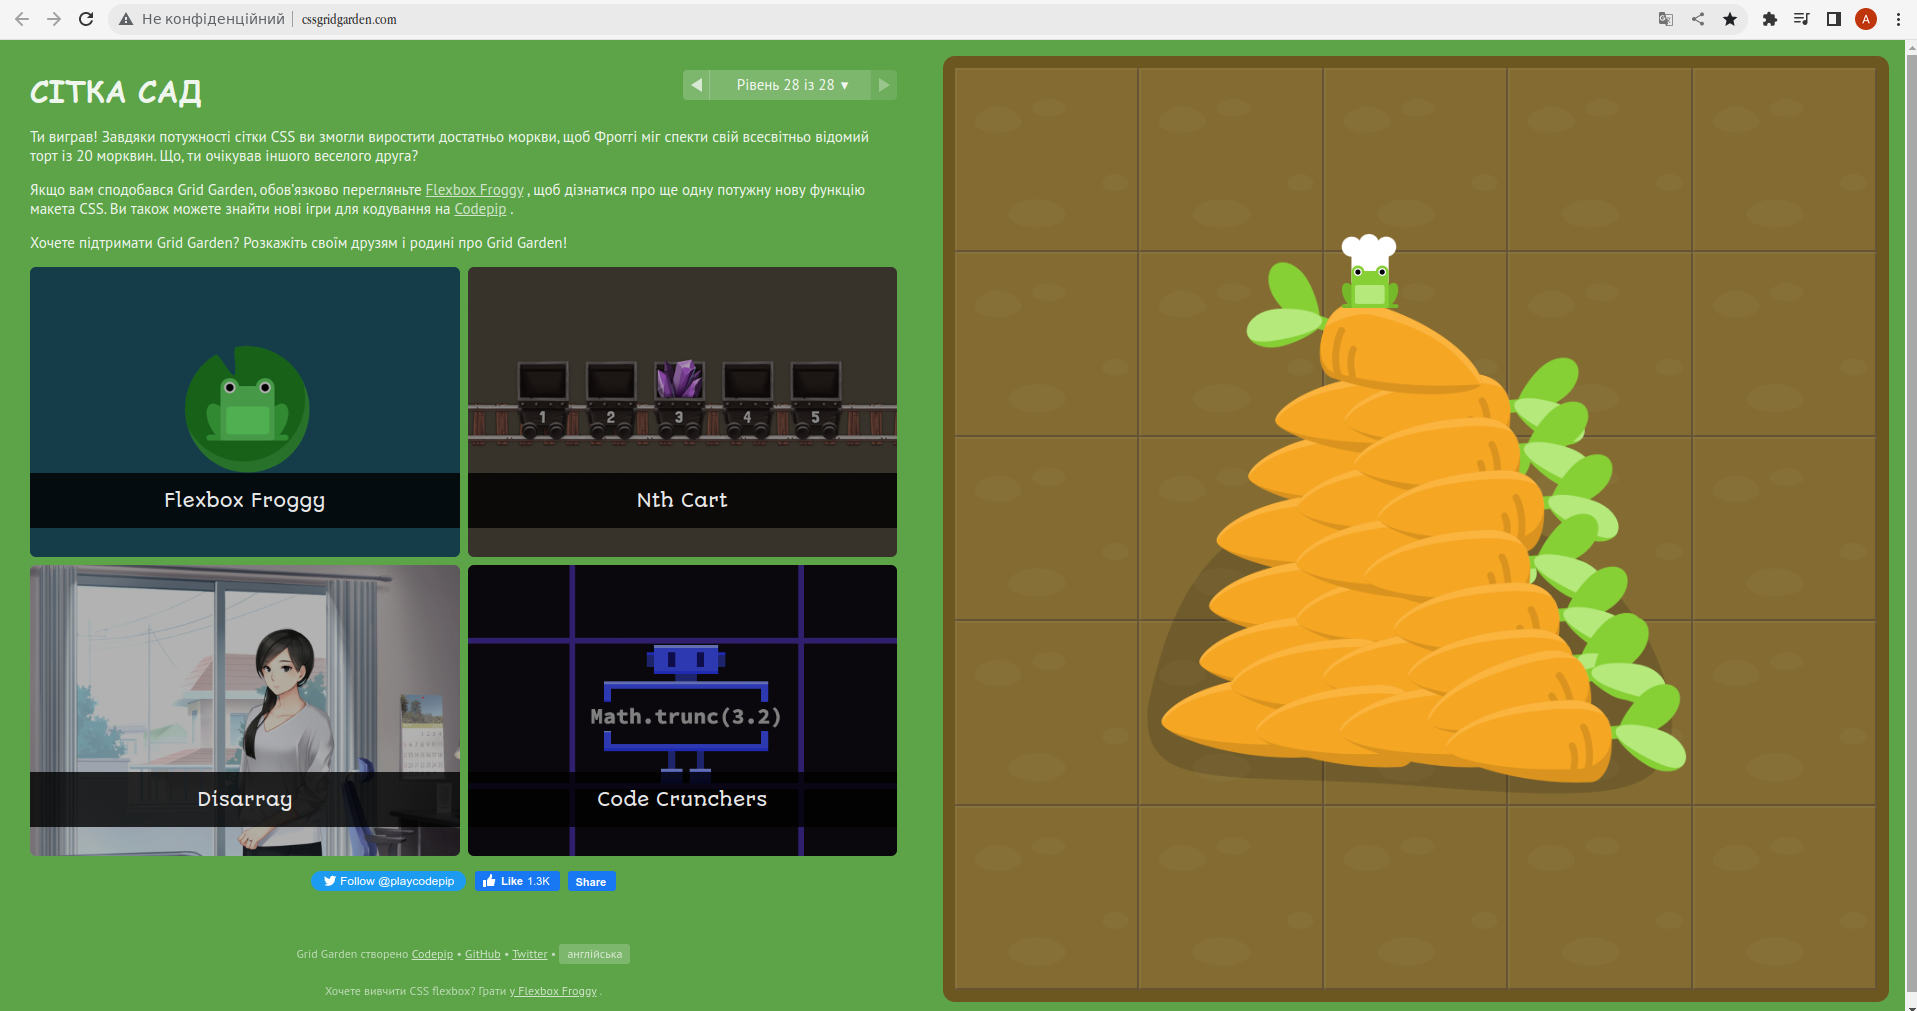 Не конфіденційний
cssgridgarden.com
A
СІТКА САД
Рівень 28 із 28 ▼
Ти виграв! Завдяки потужності сітки CSS ви змогли виростити достатньо моркви, щоб Фроггі міг спекти свій всесвітньо відомий
торт із 20 морквин. Що, ти очікував іншого веселого друга?
Якщо вам сподобався Grid Garden, обов'язково перегляньте Flexbox Froggy , щоб дізнатися про ще одну потужну нову функцію
макета CSS. Ви також можете знайти нові ігри для кодування на Codepip .
Хочете підтримати Grid Garden? Розкажіть своїм друзям і родині про Grid Garden!
1 2 3 4 5
Flexbox Froggy
Nth Cart
Math.trunc(3.2)
Disarray
Code Crunchers
Follow @playcodepip
Like 1.3K
Share
Grid Garden створено Codepip • GitHub • Twitter • англійська
Хочете вивчити CSS flexbox? Грати у Flexbox Froggy .